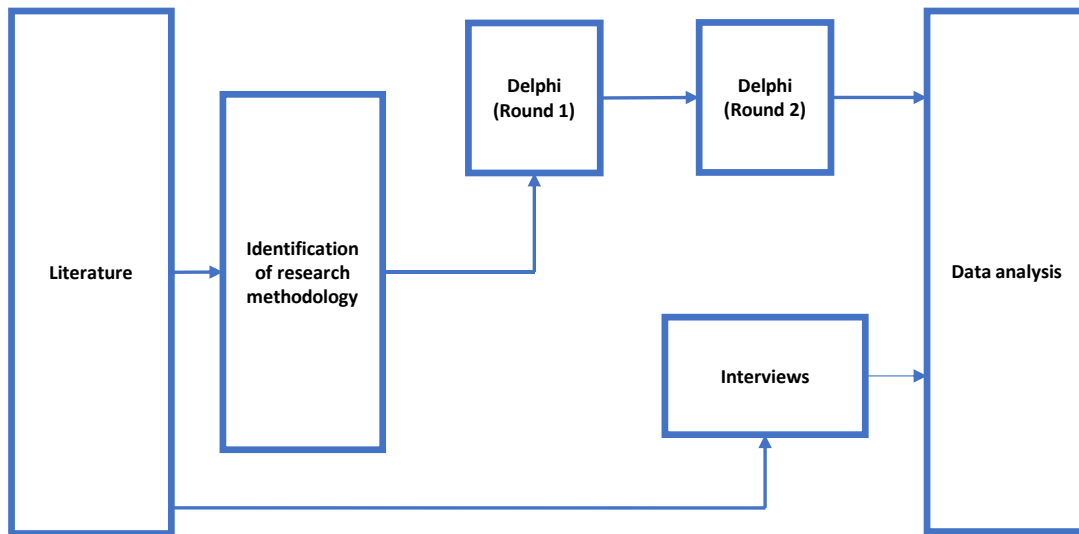 Literature
Identification
of research
methodology
Delphi
(Round 1)
Delphi
(Round 2)
Interviews
Data analysis